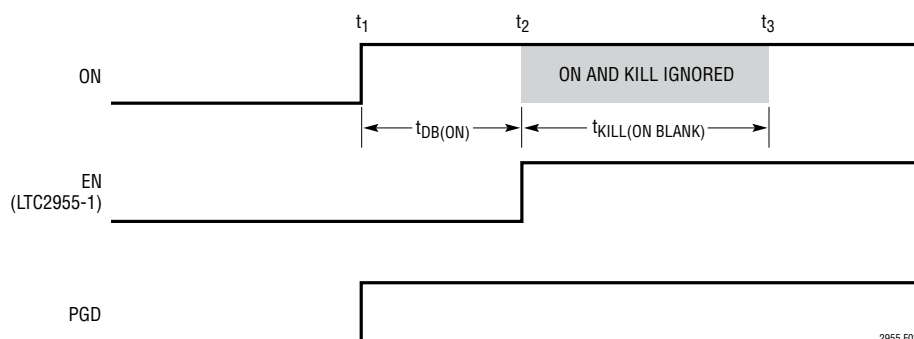 t1 t2 t3
ON
ON AND KILL IGNORED
tDB(ON) tKILL(ON BLANK)
EN
(LTC2955-1)
PGD